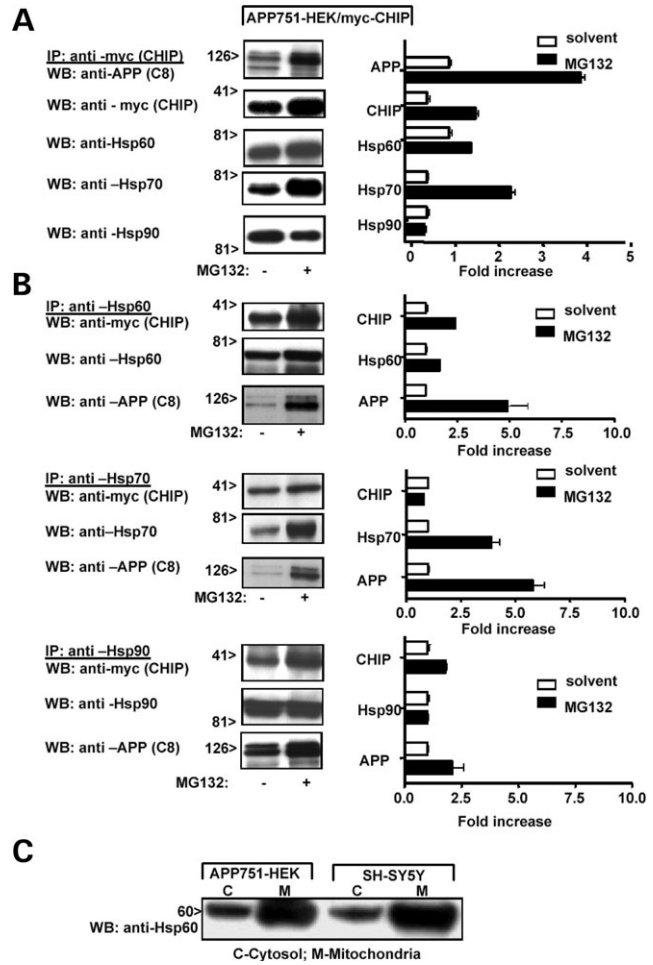 A
APP751-HEK/myc-CHIP
IP: anti -myc (CHIP)
WB: anti-APP (C8)
126>
WB: anti - myc (CHIP)
41>
WB: anti-Hsp60
81>
WB: anti –Hsp70
81>
WB: anti -Hsp90
81>
MG132: - +
solvent
MG132
APP
CHIP
Hsp60
Hsp70
Hsp90
0 1 2 3 4 5
Fold increase
B
IP: anti –Hsp60
WB: anti-myc (CHIP)
41>
WB: anti –Hsp60
81>
WB: anti –APP (C8)
126>
MG132: - +
solvent
MG132
CHIP
Hsp60
APP
0.0 2.5 5.0 7.5 10.0
Fold increase
IP: anti –Hsp70
WB: anti-myc (CHIP)
41>
WB: anti–Hsp70
81>
WB: anti –APP (C8)
126>
MG132: - +
solvent
MG132
CHIP
Hsp70
APP
0.0 2.5 5.0 7.5 10.0
Fold increase
IP: anti –Hsp90
WB: anti-myc (CHIP)
41>
WB: anti -Hsp90
81>
WB: anti –APP (C8)
126>
MG132: - +
solvent
MG132
CHIP
Hsp90
APP
0.0 2.5 5.0 7.5 10.0
Fold increase
C
APP751-HEK SH-SY5Y
C M C M
60>
WB: anti-Hsp60
C-Cytosol; M-Mitochondria